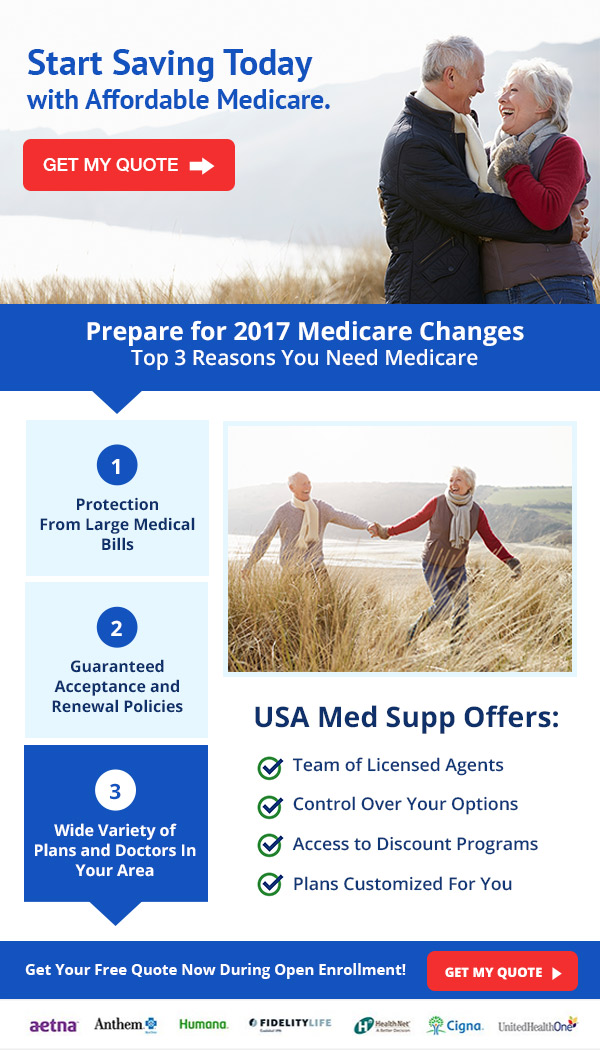 Start Saving Today
with Affordable Medicare.
GET MY QUOTE
Prepare for 2017 Medicare Changes
Top 3 Reasons You Need Medicare
1
Protection
From Large Medical
Bills
2
Guaranteed
Acceptance and
Renewal Policies
3
Wide Variety of
Plans and Doctors In
Your Area
USA Med Supp Offers:
Team of Licensed Agents
Control Over Your Options
Access to Discount Programs
Plans Customized For You
Get Your Free Quote Now During Open Enrollment!
GET MY QUOTE
aetna
Anthem
Humana.
FIDELITY LIFE
Health Net
A Better Decision
Cigna.
UnitedHealthOne